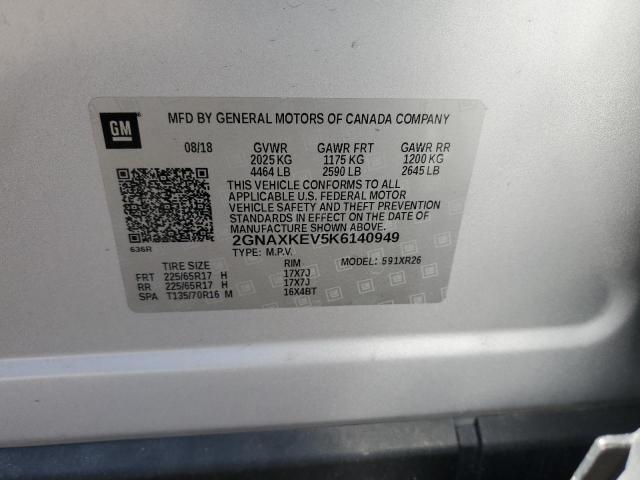 GM
MFD BY GENERAL MOTORS OF CANADA COMPANY
08/18 GVWR GAWR FRT GAWR RR
2025 KG 1175 KG 1200 KG
4464 LB 2590 LB 2645 LB
THIS VEHICLE CONFORMS TO ALL
APPLICABLE U.S. FEDERAL MOTOR
VEHICLE SAFETY AND THEFT PREVENTION
STANDARDS IN EFFECT ON THE DATE OF
MANUFACTURE SHOWN ABOVE.
2GNAXKEV5K6140949
636R TYPE: M.P.V. MODEL: 591XR26
TIRE SIZE RIM
FRT 225/65R17 H 17X7J
RR 225/65R17 H 17X7J
SPA T135/70R16 M 16X4BT